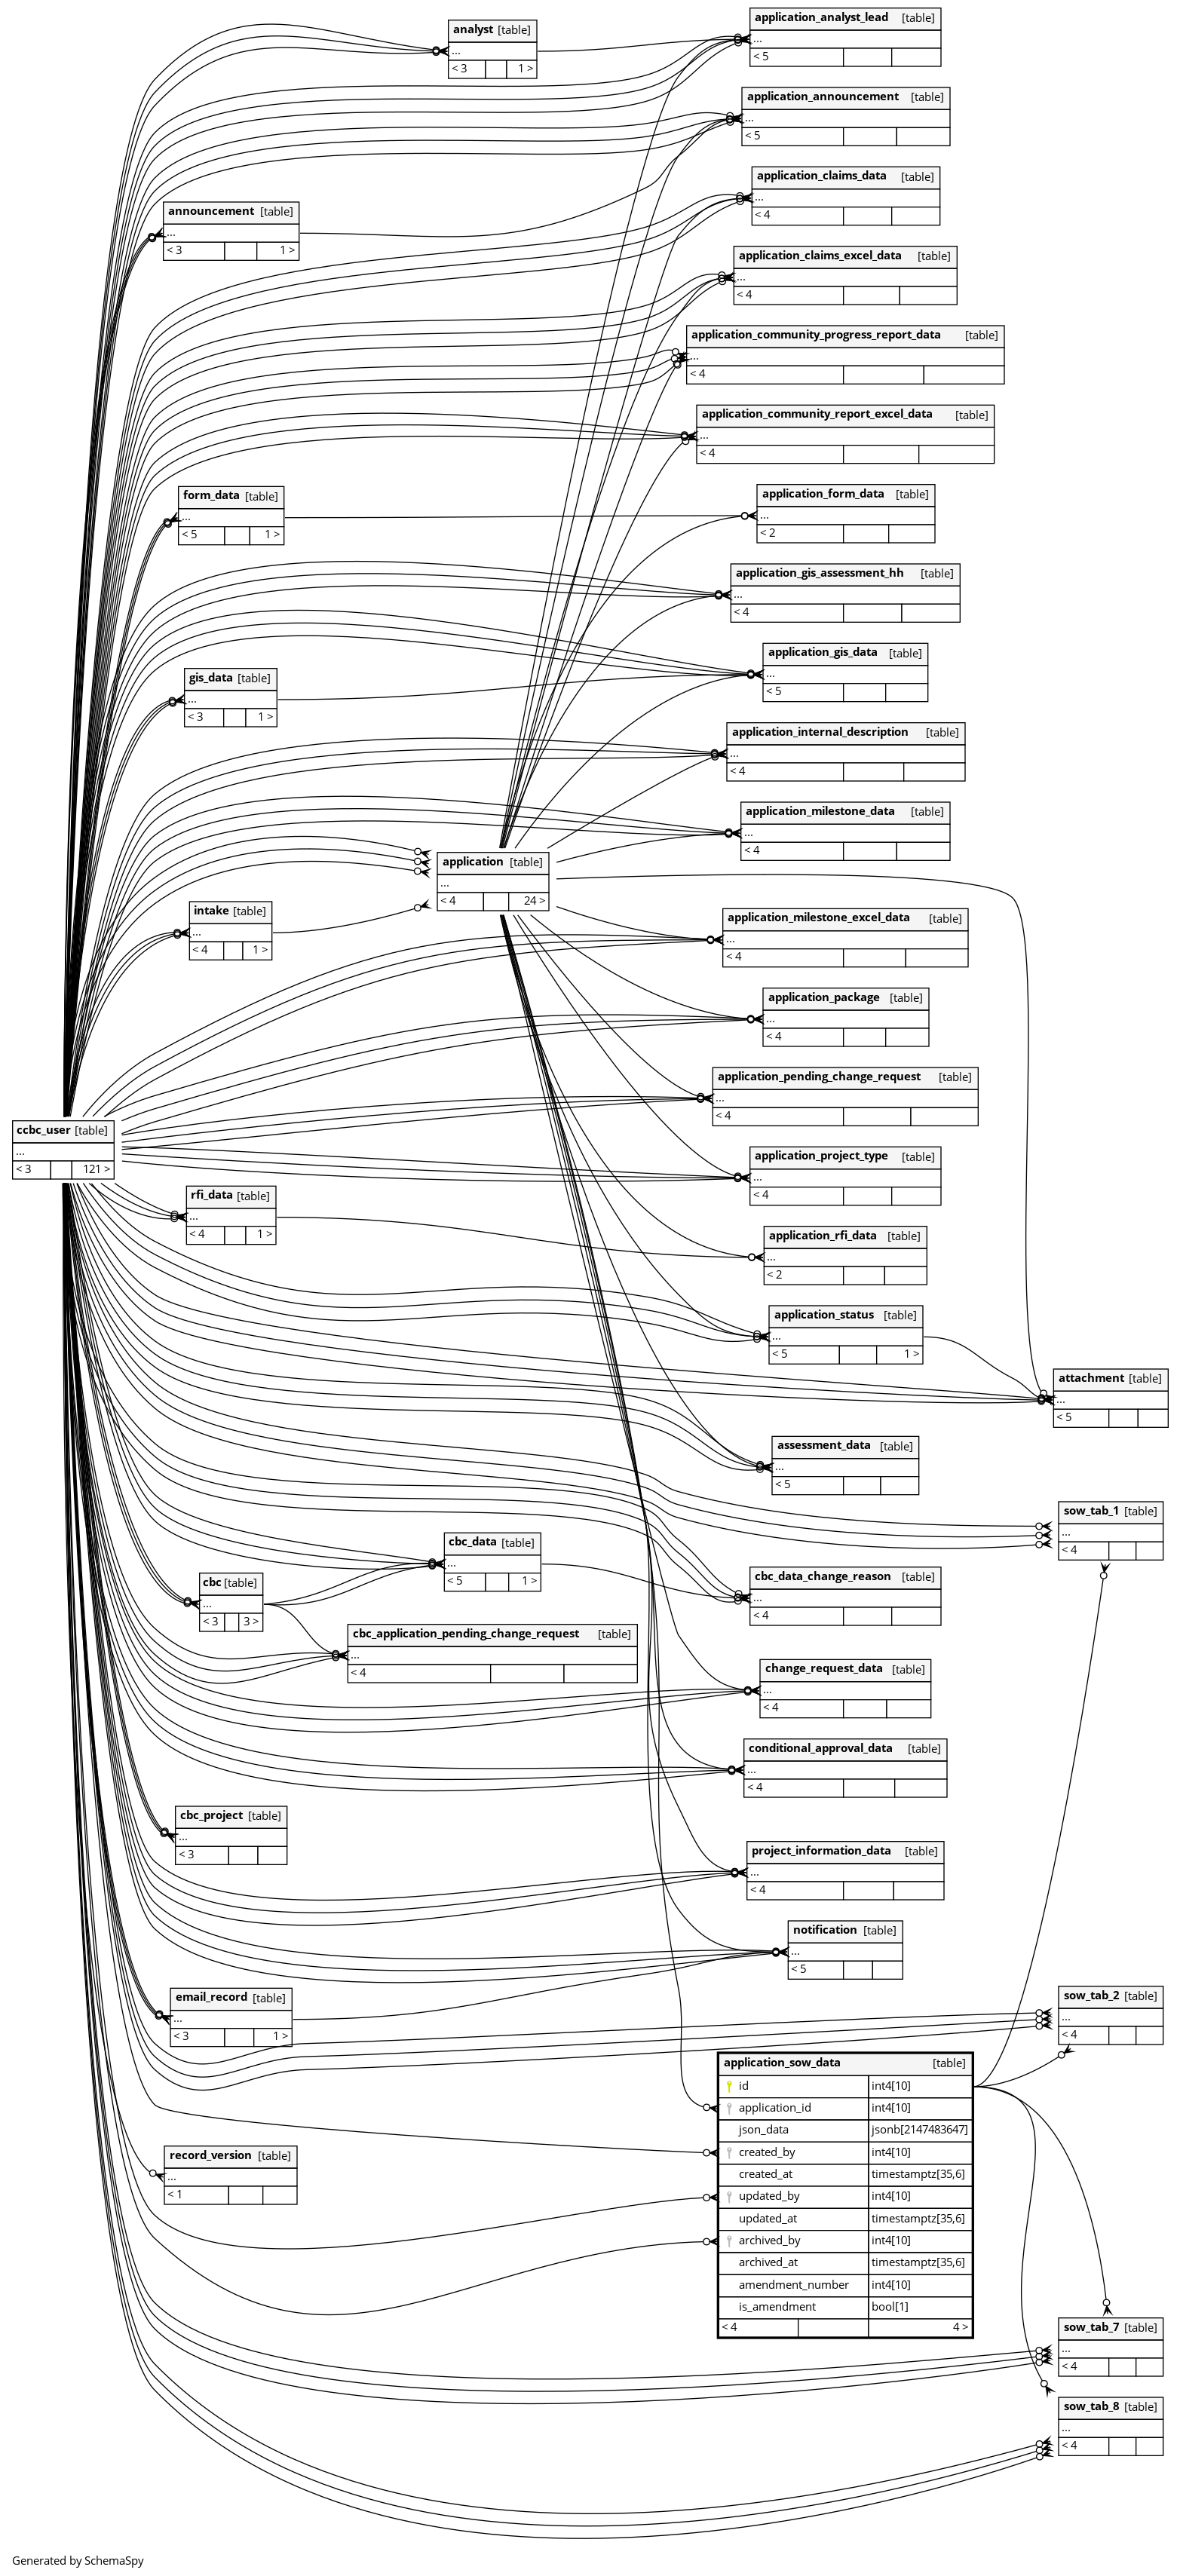 analyst [table]
...
< 3 1 >
application_analyst_lead [table]
...
< 5
application_announcement [table]
...
< 5
application_claims_data [table]
...
< 4
announcement [table]
...
< 3 1 >
application_claims_excel_data [table]
...
< 4
application_community_progress_report_data [table]
...
< 4
application_community_report_excel_data [table]
...
< 4
form_data [table]
...
< 5 1 >
application_form_data [table]
...
< 2
application_gis_assessment_hh [table]
...
< 4
application_gis_data [table]
...
< 5
gis_data [table]
...
< 3 1 >
application_internal_description [table]
...
< 4
application_milestone_data [table]
...
< 4
application [table]
...
< 4 24 >
intake [table]
...
< 4 1 >
application_milestone_excel_data [table]
...
< 4
application_package [table]
...
< 4
application_pending_change_request [table]
...
< 4
ccbc_user [table]
...
< 3 121 >
application_project_type [table]
...
< 4
rfi_data [table]
...
< 4 1 >
application_rfi_data [table]
...
< 2
application_status [table]
...
< 5 1 >
attachment [table]
...
< 5
assessment_data [table]
...
< 5
sow_tab_1 [table]
...
< 4
cbc_data [table]
...
< 5 1 >
cbc [table]
...
< 3 3 >
cbc_data_change_reason [table]
...
< 4
cbc_application_pending_change_request [table]
...
< 4
change_request_data [table]
...
< 4
conditional_approval_data [table]
...
< 4
cbc_project [table]
...
< 3
project_information_data [table]
...
< 4
notification [table]
...
< 5
email_record [table]
...
< 3 1 >
sow_tab_2 [table]
...
< 4
application_sow_data [table]
id int4[10]
application_id int4[10]
json_data jsonb[2147483647]
created_by int4[10]
created_at timestamptz[35,6]
updated_by int4[10]
updated_at timestamptz[35,6]
archived_by int4[10]
archived_at timestamptz[35,6]
amendment_number int4[10]
is_amendment bool[1]
< 4 4 >
record_version [table]
...
< 1
sow_tab_7 [table]
...
< 4
sow_tab_8 [table]
...
< 4
Generated by SchemaSpy